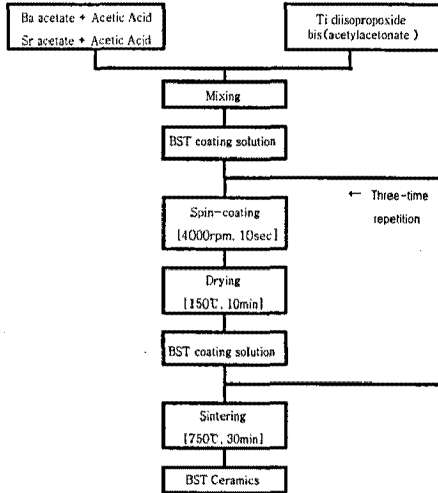 Ba acetate + Acetic Acid
Sr acetate + Acetic Acid
Ti diisopropoxide
bis(acetylacetonate)
Mixing
BST coating solution
← Three-time
repetition
Spin-coating
[4000rpm, 10sec]
Drying
[150℃, 10min]
BST coating solution
Sintering
[750℃, 30min]
BST Ceramics